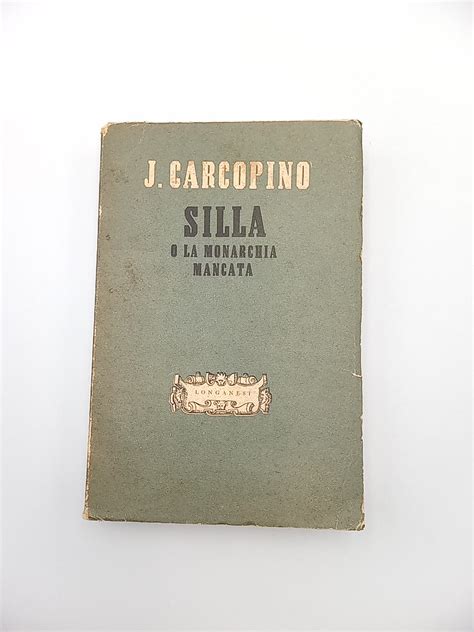 J. CARCOPINO
SILLA
O LA MONARCHIA
MANCATA
LONGANESI